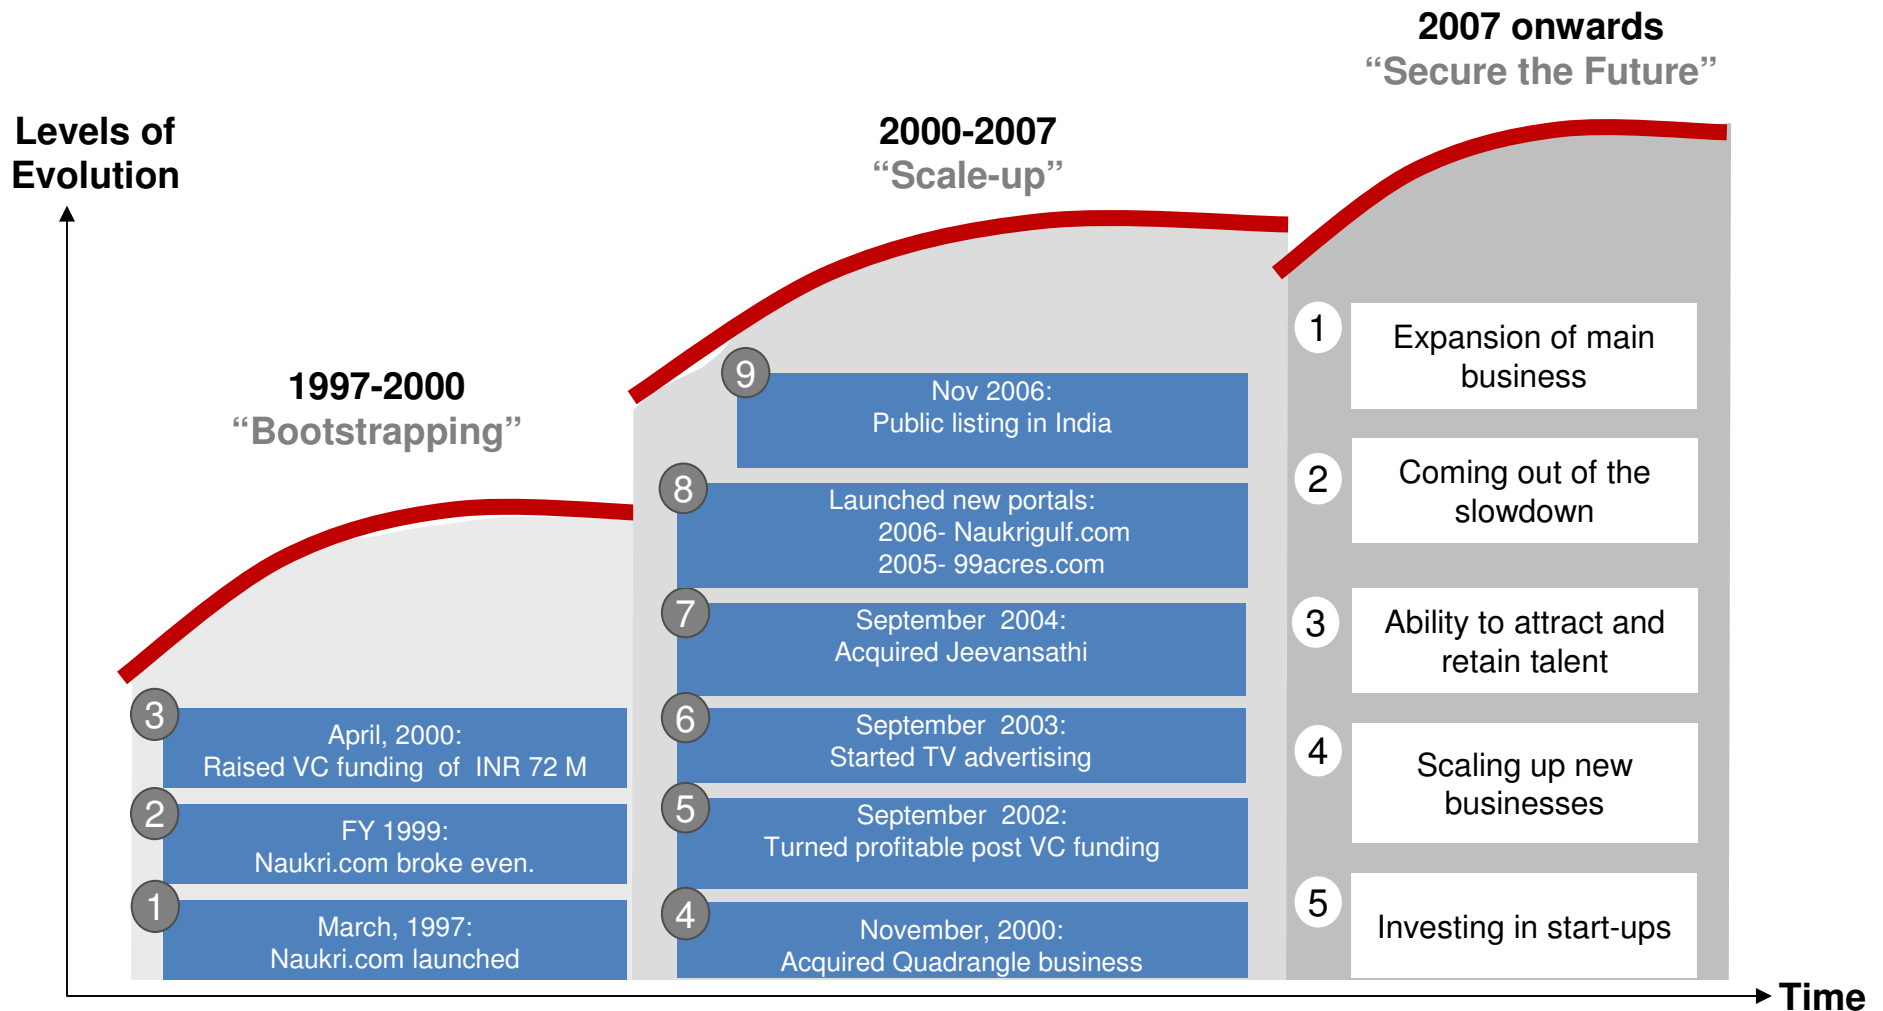 Levels of
Evolution
1997-2000
“Bootstrapping”
3
April, 2000:
Raised VC funding of INR 72 M
2
FY 1999:
Naukri.com broke even.
1
March, 1997:
Naukri.com launched
2000-2007
“Scale-up”
9
Nov 2006:
Public listing in India
8
Launched new portals:
2006- Naukrigulf.com
2005- 99acres.com
7
September 2004:
Acquired Jeevansathi
6
September 2003:
Started TV advertising
5
September 2002:
Turned profitable post VC funding
4
November, 2000:
Acquired Quadrangle business
2007 onwards
“Secure the Future”
1
Expansion of main
business
2
Coming out of the
slowdown
3
Ability to attract and
retain talent
4
Scaling up new
businesses
5
Investing in start-ups
Time